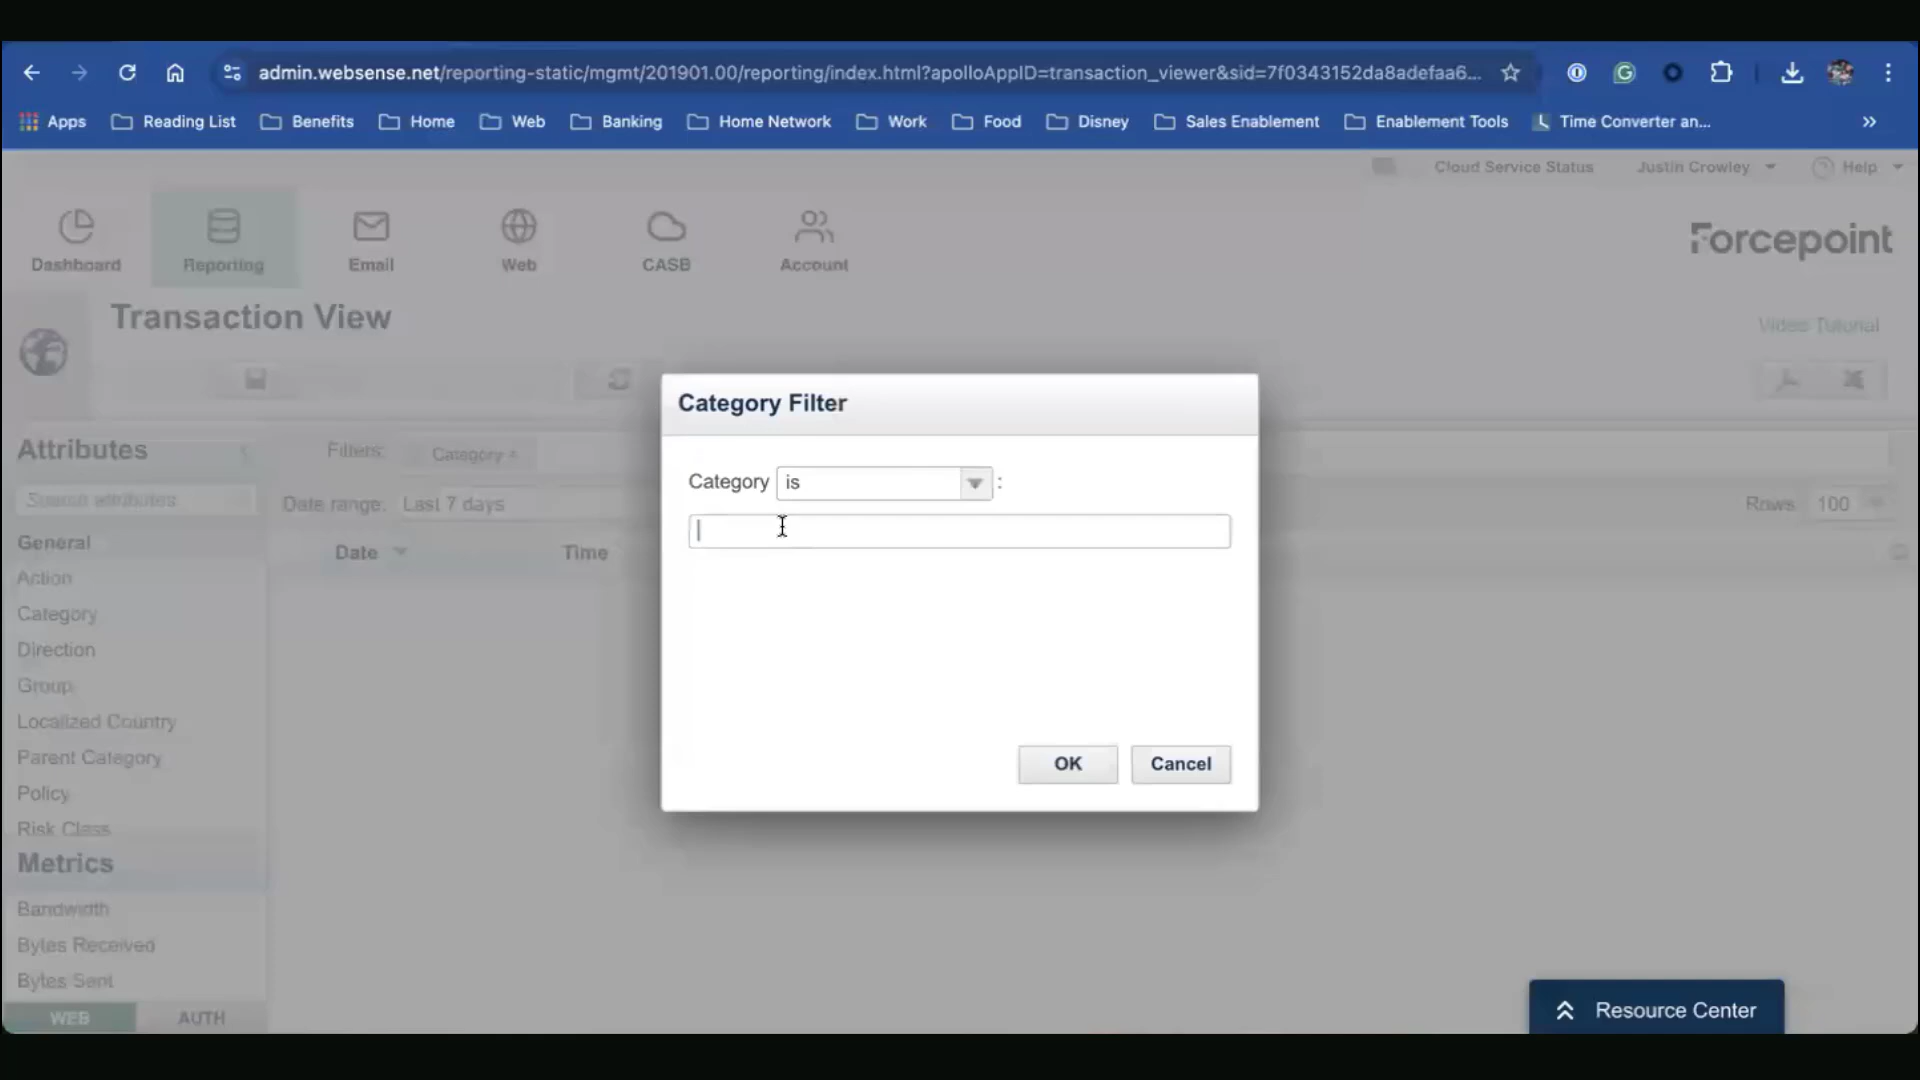 admin.websense.net/reporting-static/mgmt/201901.00/reporting/index.html?apolloAppID=transaction_viewer&sid=7f0343152da8adefaa6...
Apps Reading List Benefits Home Web Banking Home Network Work Food Disney Sales Enablement Enablement Tools Time Converter an... »
Cloud Service Status Justin Crowley Help
Dashboard Reporting Email Web CASB Account
Forcepoint
Transaction View
Video Tutorial
Category Filter
Attributes
Filters: Category
Category is :
Search attributes
Date range: Last 7 days
Rows 100
General
Date Time
Action
Category
Direction
Group
Localized Country
Parent Category
Policy
OK Cancel
Risk Class
Metrics
Bandwidth
Bytes Received
Bytes Sent
WEB AUTH
Resource Center